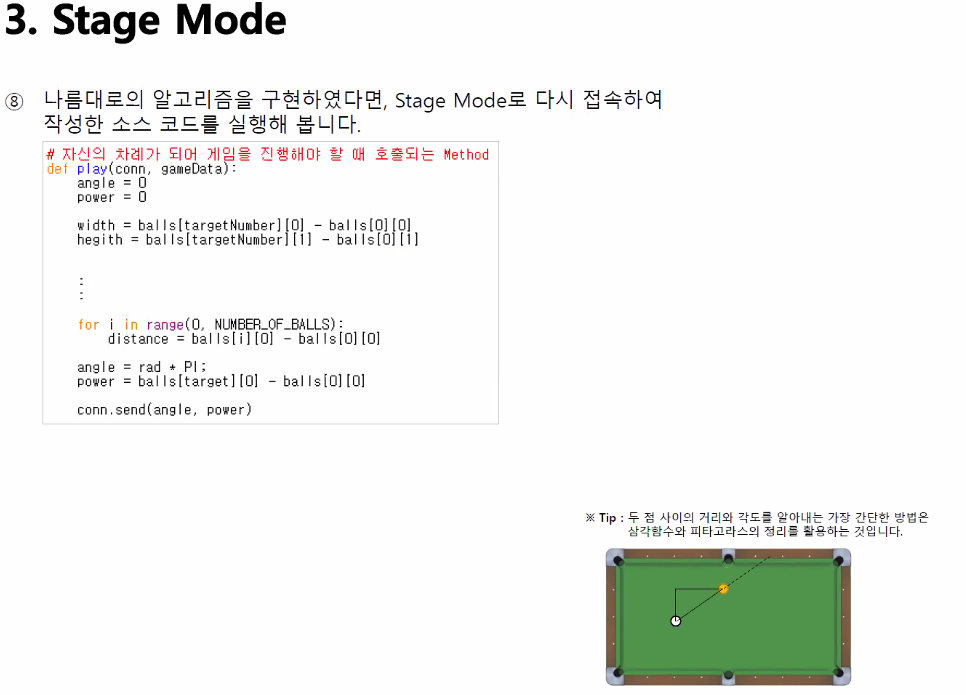 3. Stage Mode
⑧ 나름대로의 알고리즘을 구현하였다면, Stage Mode로 다시 접속하여
작성한 소스 코드를 실행해 봅니다.
# 자신의 차례가 되어 게임을 진행해야 할 때 호출되는 Method
def play(conn, gameData):
    angle = 0
    power = 0
    width = balls[targetNumber][0] - balls[0][0]
    hegith = balls[targetNumber][1] - balls[0][1]
    :
    :
    for i in range(0, NUMBER_OF_BALLS):
        distance = balls[i][0] - balls[0][0]
    angle = rad * PI;
    power = balls[target][0] - balls[0][0]
    conn.send(angle, power)
※ Tip : 두 점 사이의 거리와 각도를 알아내는 가장 간단한 방법은
삼각함수와 피타고라스의 정리를 활용하는 것입니다.